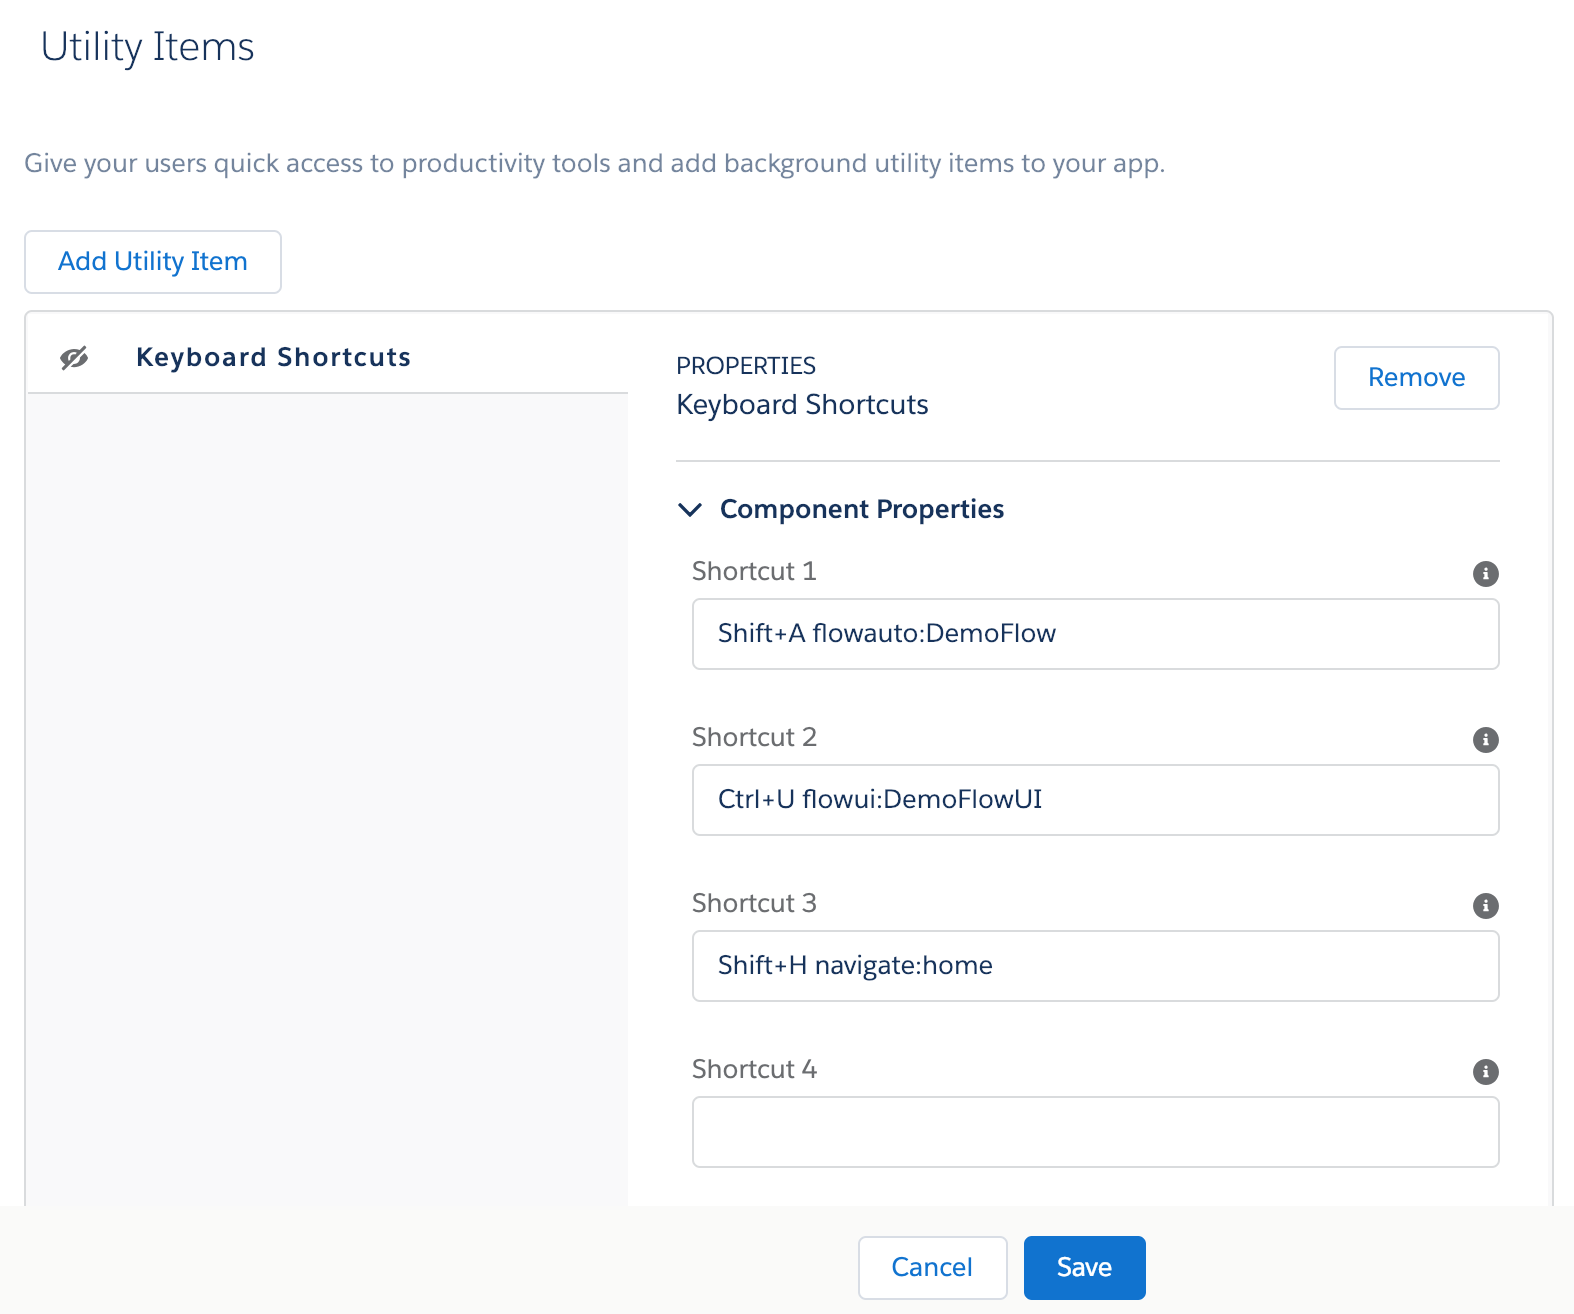 Utility Items
Give your users quick access to productivity tools and add background utility items to your app.
Add Utility Item
Keyboard Shortcuts
PROPERTIES
Keyboard Shortcuts
Remove
Component Properties
Shortcut 1
Shift+A flowauto:DemoFlow
Shortcut 2
Ctrl+U flowui:DemoFlowUI
Shortcut 3
Shift+H navigate:home
Shortcut 4
Cancel
Save